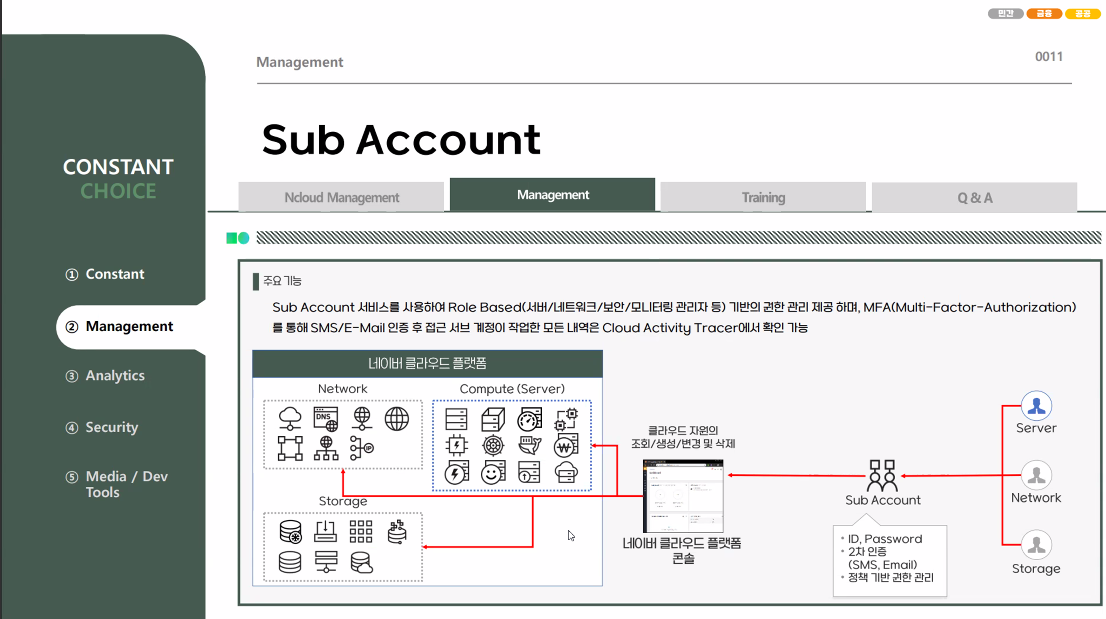 민간 금융 공공
Management
0011
Sub Account
CONSTANT
CHOICE
① Constant
② Management
③ Analytics
④ Security
⑤ Media / Dev
Tools
Ncloud Management
Management
Training
Q & A
주요 기능
Sub Account 서비스를 사용하여 Role Based(서버/네트워크/보안/모니터링 관리자 등) 기반의 권한 관리 제공 하며, MFA(Multi-Factor-Authorization)
를 통해 SMS/E-Mail 인증 후 접근 서브 계정이 작업한 모든 내역은 Cloud Activity Tracer에서 확인 가능
네이버 클라우드 플랫폼
Network
Compute (Server)
DNS
IP
Storage
클라우드 자원의
조회/생성/변경 및 삭제
네이버 클라우드 플랫폼
콘솔
Sub Account
• ID, Password
• 2차 인증
(SMS, Email)
• 정책 기반 권한 관리
Server
Network
Storage